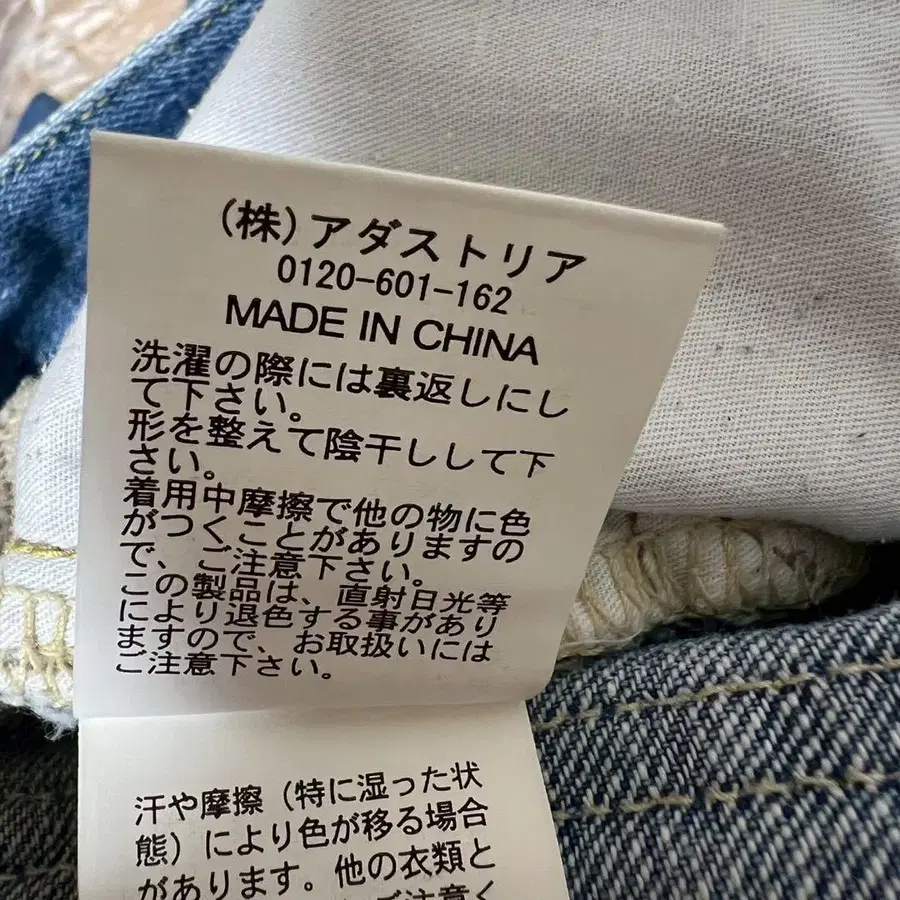 (株)アダストリア
0120-601-162
MADE IN CHINA
洗濯の際には裏返しにし
て下さい。
形を整えて陰干しして下
さい。
着用中摩擦で他の物に色
がつくことがありますの
で、ご注意下さい。
この製品は、直射日光等
により退色する事があり
ますので、お取扱いには
ご注意下さい。
汗や摩擦（特に湿った状
態）により色が移る場合
があります。他の衣類と
ご注意く